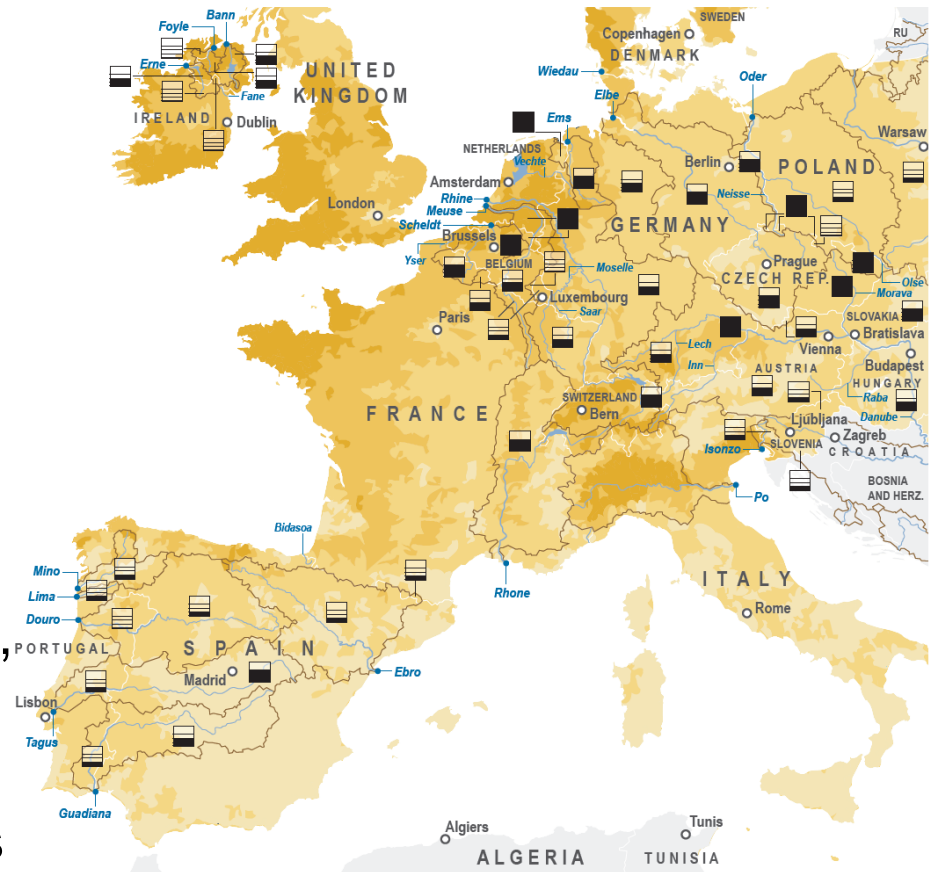 Bann
Foyle
SWEDEN
Copenhagen
DENMARK
RU
Erne
UNITED
KINGDOM
Wiedau
Oder
Elbe
Fane
IRELAND
Dublin
Ems
NETHERLANDS
Vechte
Warsaw
Berlin
POLAND
Amsterdam
Neisse
Rhine
London
Meuse
Scheldt
GERMANY
Brussels
Yser
BELGIUM
Moselle
Prague
CZECH REP.
Olse
Morava
Luxembourg
Saar
Paris
SLOVAKIA
Bratislava
Lech
Vienna
Inn
AUSTRIA
Budapest
HUNGARY
SWITZERLAND
Bern
Raba
Danube
FRANCE
Ljubljana
SLOVENIA
Zagreb
CROATIA
Isonzo
BOSNIA
AND HERZ.
Po
Bidasoa
Mino
Lima
Rhone
ITALY
Douro
Rome
,
PORTUGAL
SPAIN
Madrid
Ebro
Lisbon
Tagus
Guadiana
Algiers
Tunis
s
ALGERIA
TUNISIA